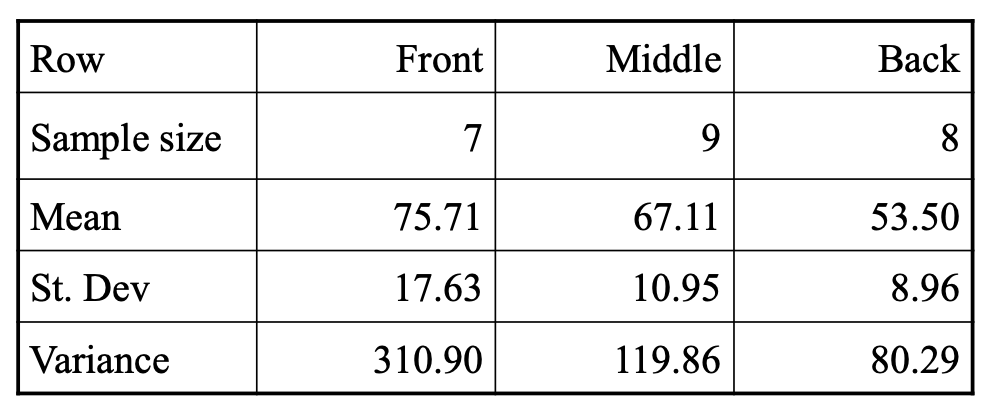 Row Front Middle Back
Sample size 7 9 8
Mean 75.71 67.11 53.50
St. Dev 17.63 10.95 8.96
Variance 310.90 119.86 80.29